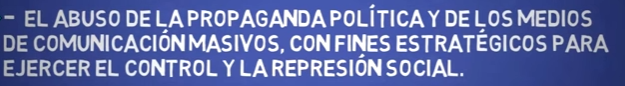 - EL ABUSO DE LA PROPAGANDA POLÍTICA Y DE LOS MEDIOS
DE COMUNICACIÓN MASIVOS, CON FINES ESTRATÉGICOS PARA
EJERCER EL CONTROL Y LA REPRESIÓN SOCIAL.